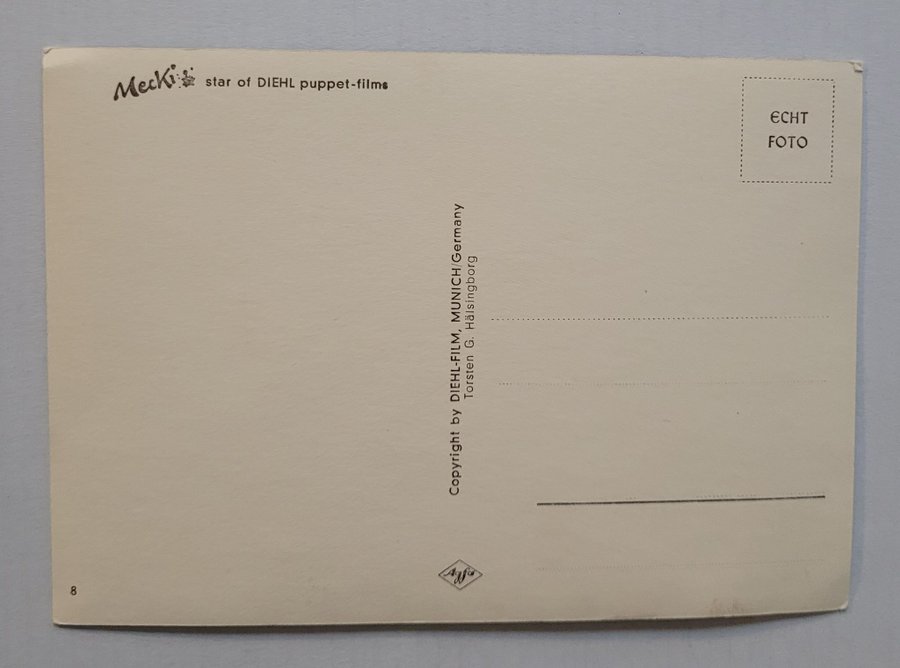 Mecki star of DIEHL puppet-films
ECHT
FOTO
Copyright by DIEHL-FILM, MUNICH/Germany
Torsten G. Hälsingborg
Agfa
8